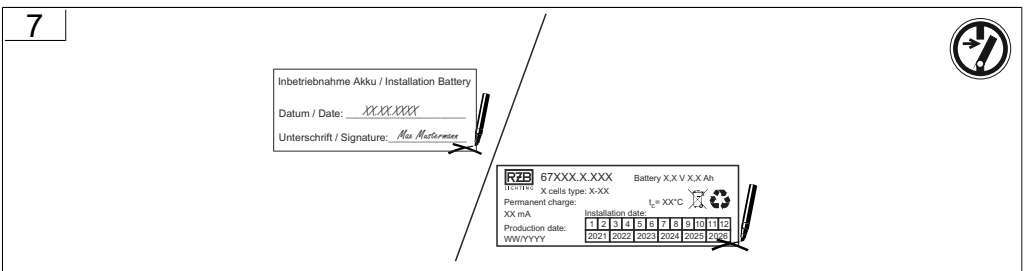 7
Inbetriebnahme Akku / Installation Battery
Datum / Date: XX.XX.XXXX
Unterschrift / Signature: Max Mustermann
RZB 67XXX.X.XXX Battery X,X V X,X Ah
LIGHTING X cells type: X-XX
Permanent charge: tc= XX°C
XX mA Installation date:
Production date: 1 2 3 4 5 6 7 8 9 10 11 12
WW/YYYY 2021 2022 2023 2024 2025 2026